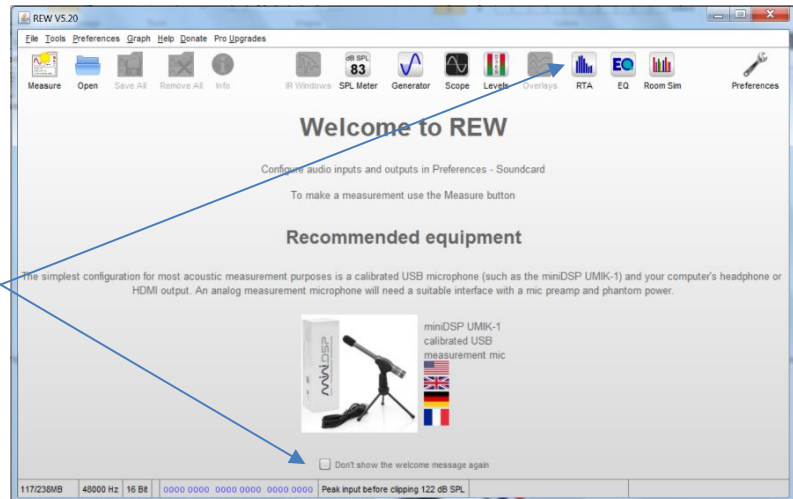 REW V5.20
File Tools Preferences Graph Help Donate Pro Upgrades
dB SPL
83
EQ
Measure Open Save All Remove All Info IR Windows SPL Meter Generator Scope Levels Overlays RTA EQ Room Sim Preferences
Welcome to REW
Configure audio inputs and outputs in Preferences - Soundcard
To make a measurement use the Measure button
Recommended equipment
The simplest configuration for most acoustic measurement purposes is a calibrated USB microphone (such as the miniDSP UMIK-1) and your computer's headphone or
HDMI output. An analog measurement microphone will need a suitable interface with a mic preamp and phantom power.
miniDSP
miniDSP UMIK-1
calibrated USB
measurement mic
Don't show the welcome message again
117/238MB 48000 Hz 16 Bit 0000 0000 0000 0000 0000 0000 Peak input before clipping 122 dB SPL